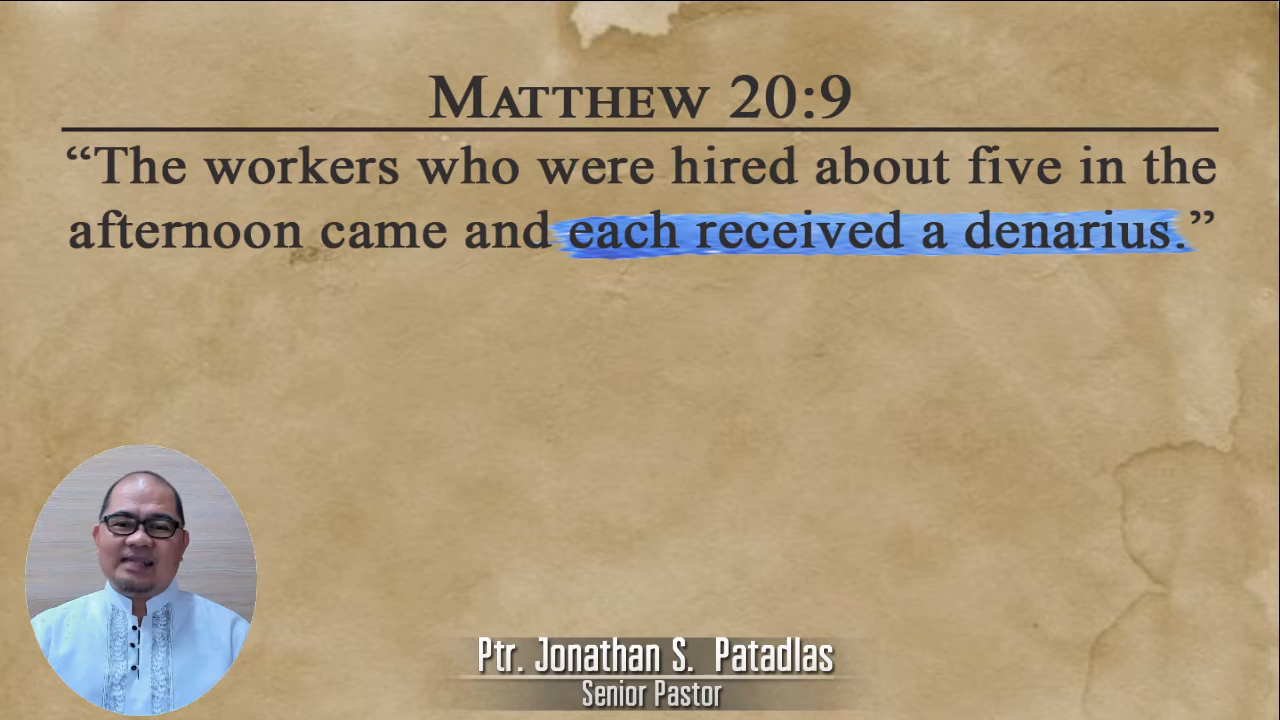 MATTHEW 20:9
“The workers who were hired about five in the
afternoon came and each received a denarius.”
Ptr. Jonathan S. Patadlas
Senior Pastor